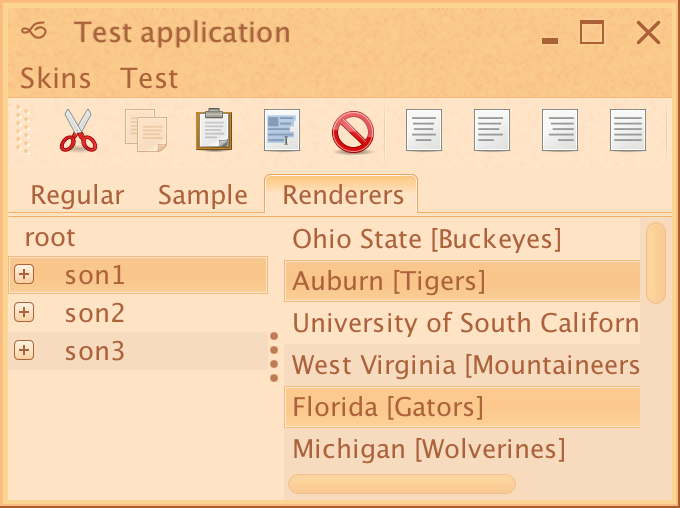 Test application
Skins Test
Regular Sample Renderers
root
son1
son2
son3
Ohio State [Buckeyes]
Auburn [Tigers]
University of South Californ
West Virginia [Mountaineers
Florida [Gators]
Michigan [Wolverines]